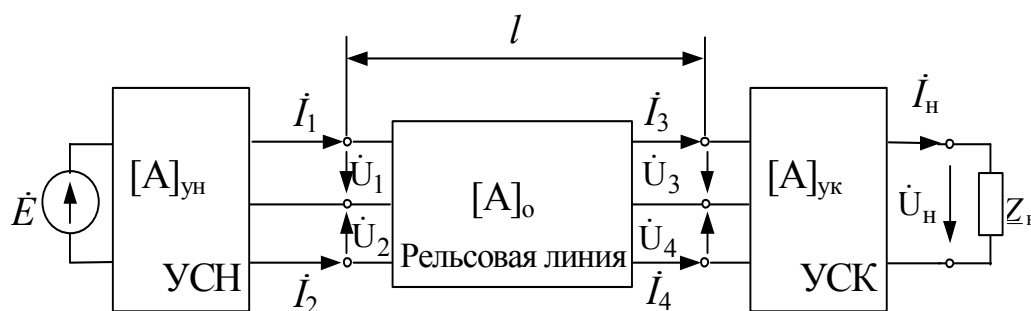 l
İ₁
İ₃
İн
[A]ун
U̇₁
[A]о
U̇₃
[A]ук
Ė
U̇н
Zн
U̇₂
Рельсовая линия
U̇₄
УСН
УСК
İ₂
İ₄